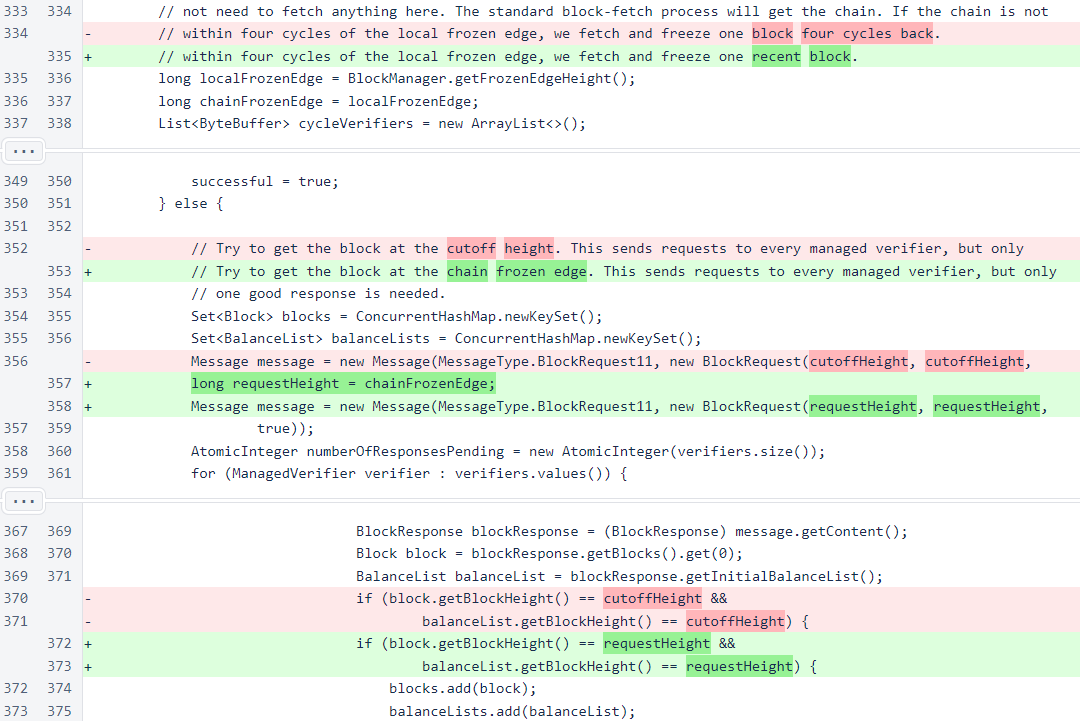 333 334 // not need to fetch anything here. The standard block-fetch process will get the chain. If the chain is not
334 - // within four cycles of the local frozen edge, we fetch and freeze one block four cycles back.
335 + // within four cycles of the local frozen edge, we fetch and freeze one recent block.
335 336 long localFrozenEdge = BlockManager.getFrozenEdgeHeight();
336 337 long chainFrozenEdge = localFrozenEdge;
337 338 List<ByteBuffer> cycleVerifiers = new ArrayList<>();
...
349 350 successful = true;
350 351 } else {
351 352
352 - // Try to get the block at the cutoff height. This sends requests to every managed verifier, but only
353 + // Try to get the block at the chain frozen edge. This sends requests to every managed verifier, but only
353 354 // one good response is needed.
354 355 Set<Block> blocks = ConcurrentHashMap.newKeySet();
355 356 Set<BalanceList> balanceLists = ConcurrentHashMap.newKeySet();
356 - Message message = new Message(MessageType.BlockRequest11, new BlockRequest(cutoffHeight, cutoffHeight,
357 + long requestHeight = chainFrozenEdge;
358 + Message message = new Message(MessageType.BlockRequest11, new BlockRequest(requestHeight, requestHeight,
357 359 true));
358 360 AtomicInteger numberOfResponsesPending = new AtomicInteger(verifiers.size());
359 361 for (ManagedVerifier verifier : verifiers.values()) {
...
367 369 BlockResponse blockResponse = (BlockResponse) message.getContent();
368 370 Block block = blockResponse.getBlocks().get(0);
369 371 BalanceList balanceList = blockResponse.getInitialBalanceList();
370 - if (block.getBlockHeight() == cutoffHeight &&
371 - balanceList.getBlockHeight() == cutoffHeight) {
372 + if (block.getBlockHeight() == requestHeight &&
373 + balanceList.getBlockHeight() == requestHeight) {
372 374 blocks.add(block);
373 375 balanceLists.add(balanceList);